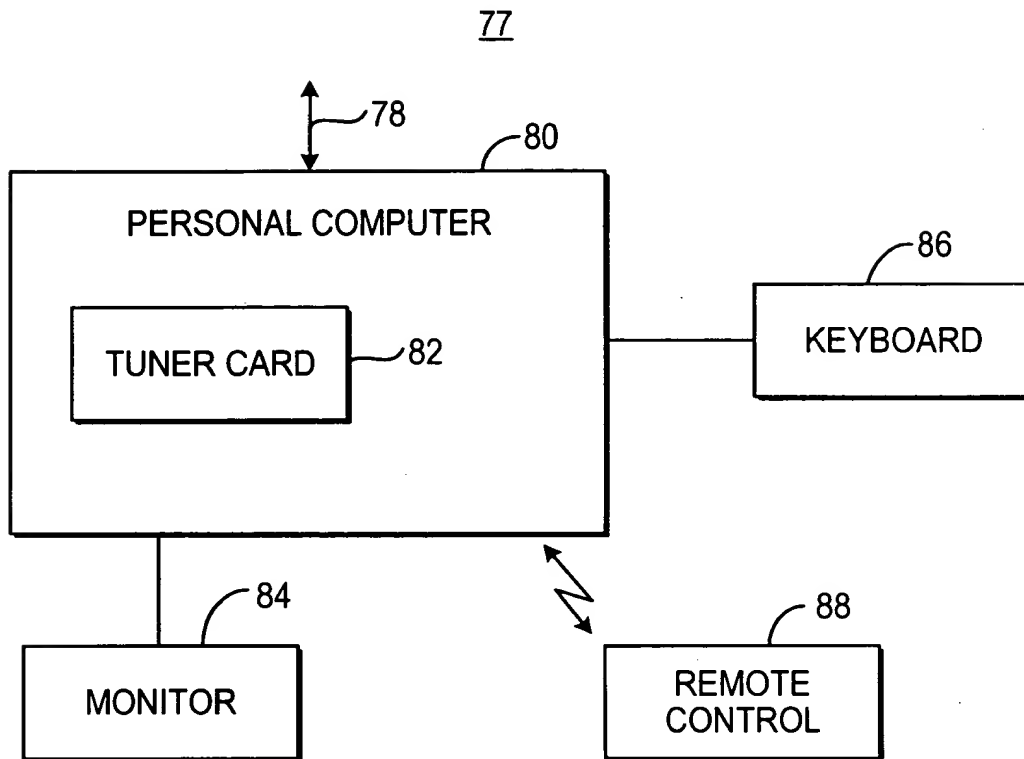 77
78
80
PERSONAL COMPUTER
86
TUNER CARD
82
KEYBOARD
84
88
MONITOR
REMOTE
CONTROL